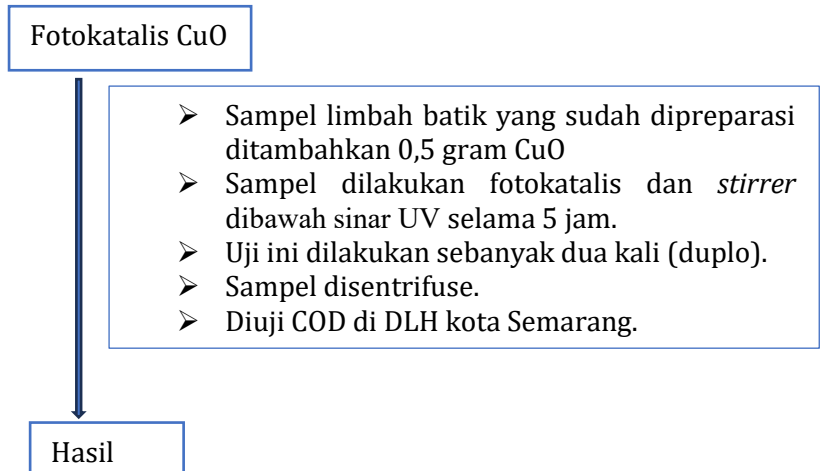 Fotokatalis CuO
➢ Sampel limbah batik yang sudah dipreparasi
ditambahkan 0,5 gram CuO
➢ Sampel dilakukan fotokatalis dan stirrer
dibawah sinar UV selama 5 jam.
➢ Uji ini dilakukan sebanyak dua kali (duplo).
➢ Sampel disentrifuse.
➢ Diuji COD di DLH kota Semarang.
Hasil